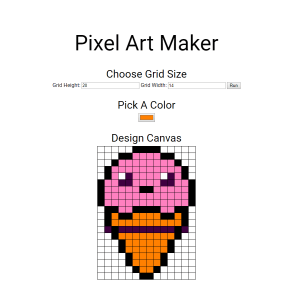 Pixel Art Maker
Choose Grid Size
Grid Height: 20 Grid Width: 14 Run
Pick A Color
Design Canvas